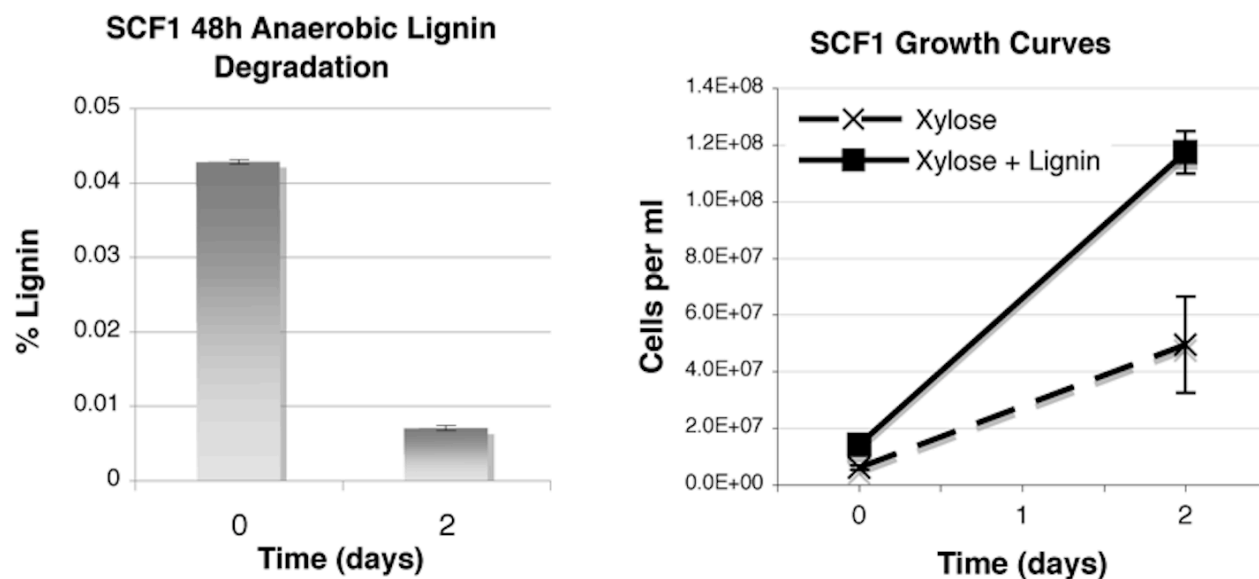 SCF1 48h Anaerobic Lignin
Degradation
0.05
0.04
0.03
0.02
0.01
0
% Lignin
0 2
Time (days)
SCF1 Growth Curves
1.4E+08
1.2E+08
1.0E+08
8.0E+07
6.0E+07
4.0E+07
2.0E+07
0.0E+00
Cells per ml
Xylose
Xylose + Lignin
0 1 2
Time (days)